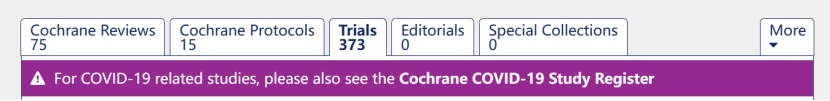 Cochrane Reviews
75
Cochrane Protocols
15
Trials
373
Editorials
0
Special Collections
0
More
For COVID-19 related studies, please also see the Cochrane COVID-19 Study Register